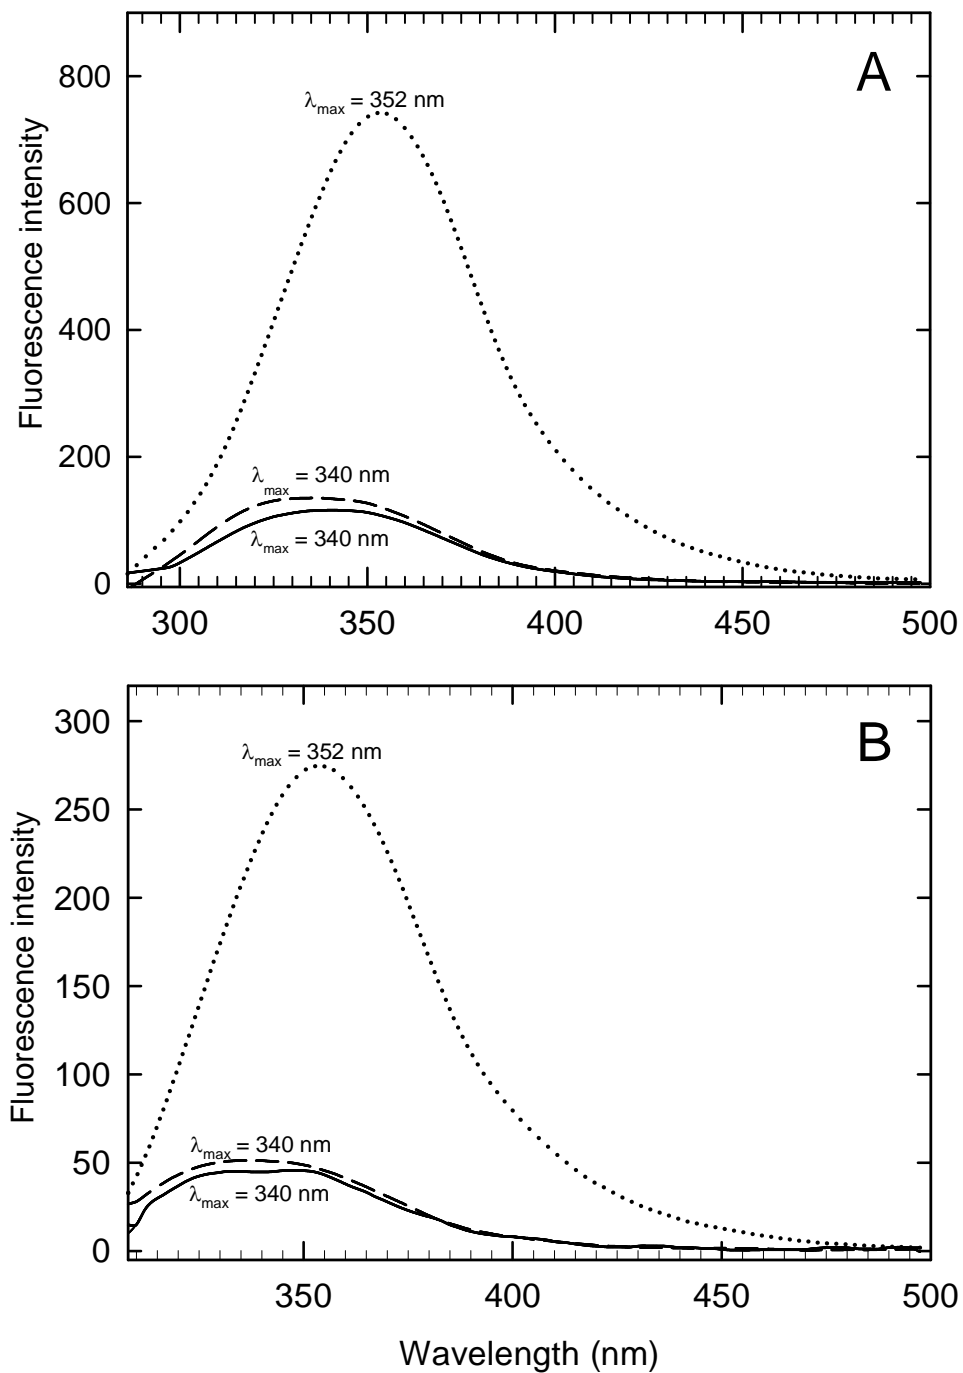 A
λmax = 352 nm
800
600
400
200
0
Fluorescence intensity
λmax = 340 nm
λmax = 340 nm
300 350 400 450 500
B
λmax = 352 nm
300
250
200
150
100
50
0
Fluorescence intensity
λmax = 340 nm
λmax = 340 nm
350 400 450 500
Wavelength (nm)